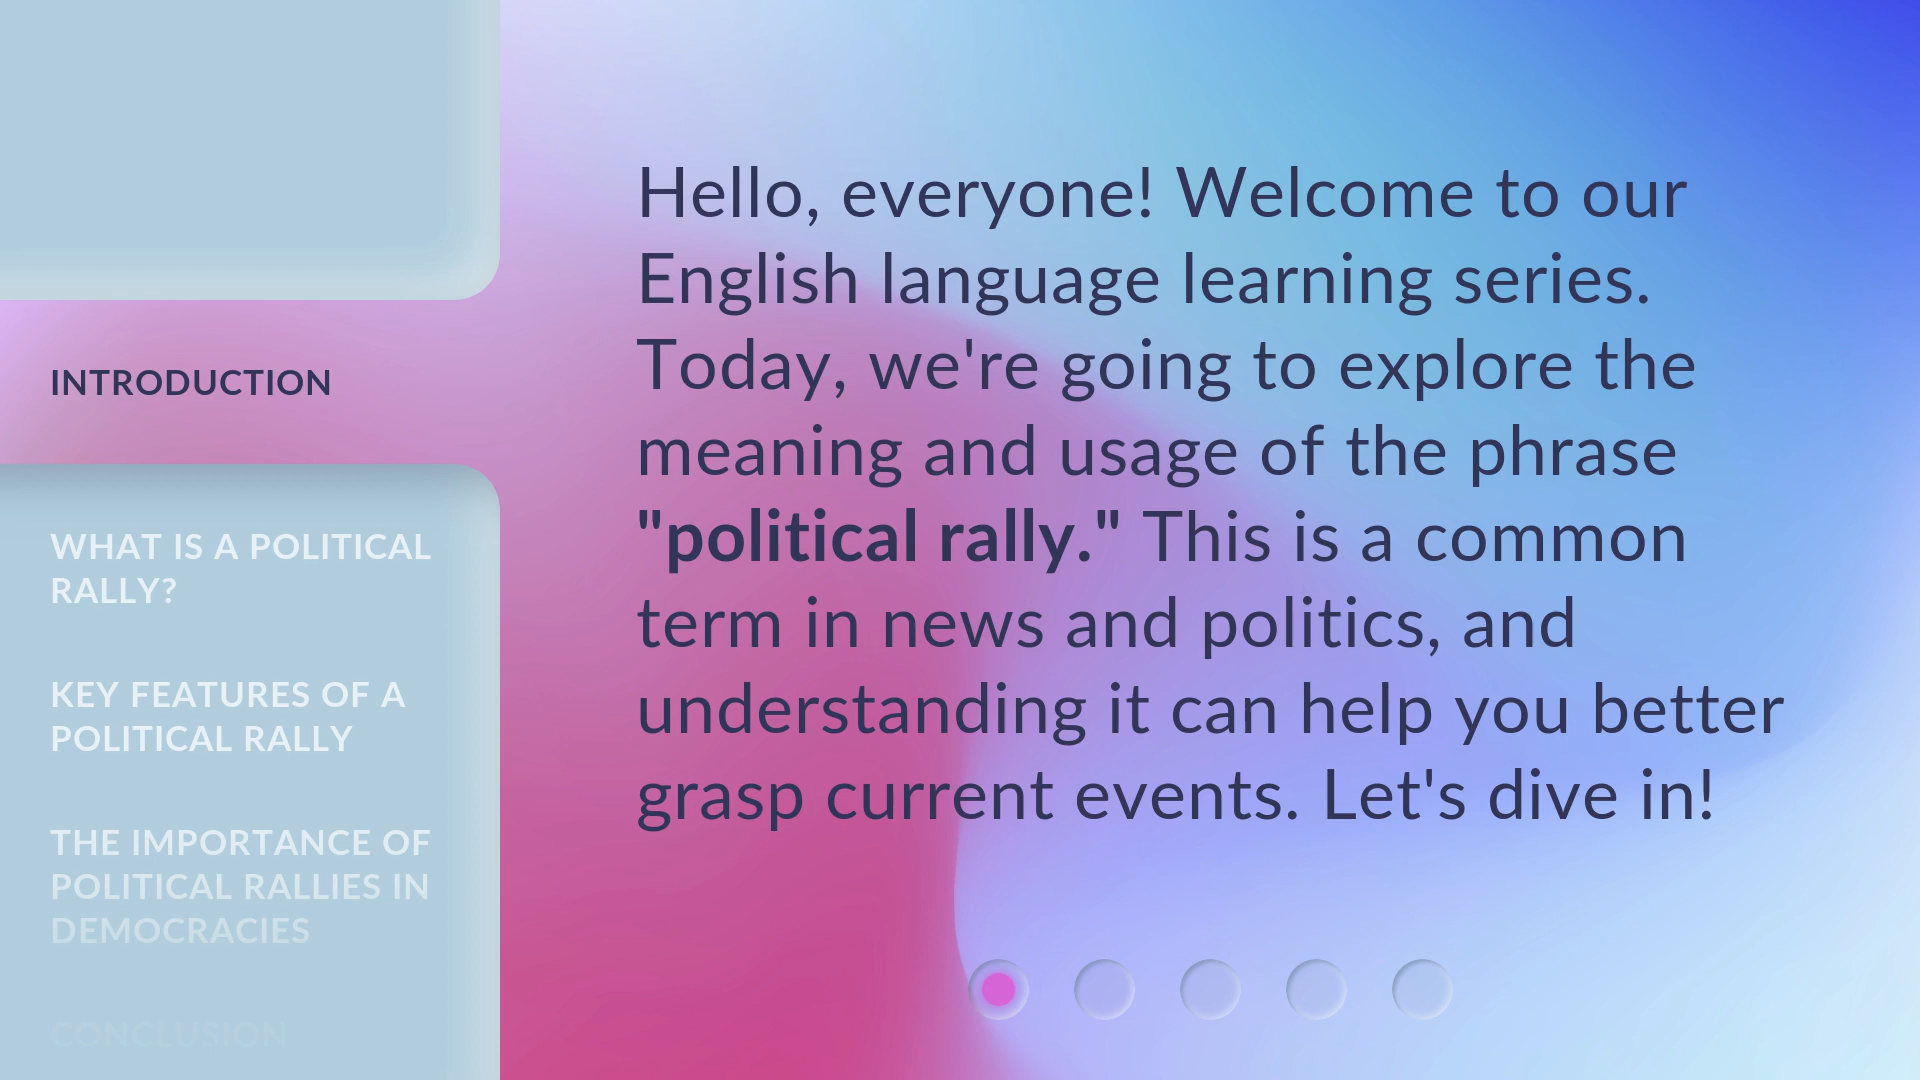 INTRODUCTION
WHAT IS A POLITICAL
RALLY?
KEY FEATURES OF A
POLITICAL RALLY
THE IMPORTANCE OF
POLITICAL RALLIES IN
DEMOCRACIES
CONCLUSION
Hello, everyone! Welcome to our
English language learning series.
Today, we're going to explore the
meaning and usage of the phrase
"political rally." This is a common
term in news and politics, and
understanding it can help you better
grasp current events. Let's dive in!